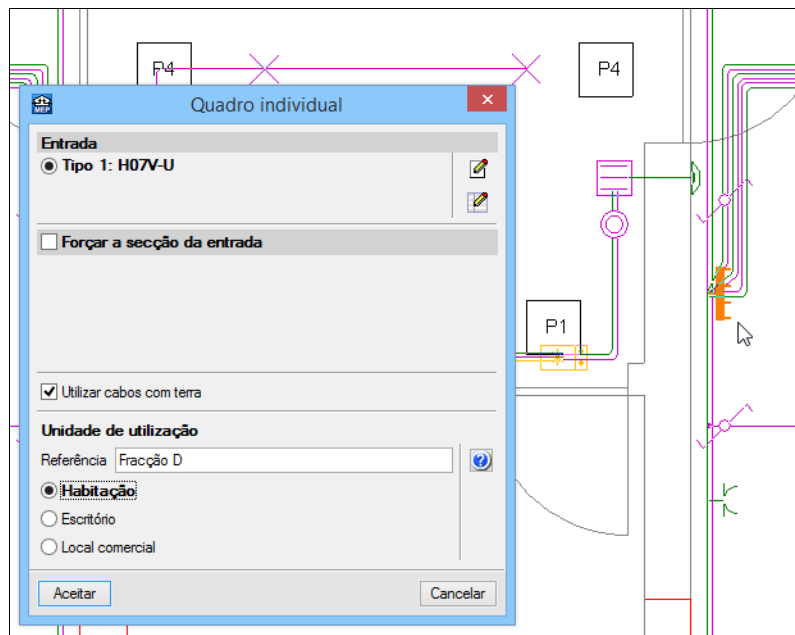 P4
P4
MEP
Quadro individual
Entrada
Tipo 1: H07V-U
Forçar a secção da entrada
P1
Utilizar cabos com terra
Unidade de utilização
Referência Fracção D
Habitação
Escritório
Local comercial
Aceitar Cancelar